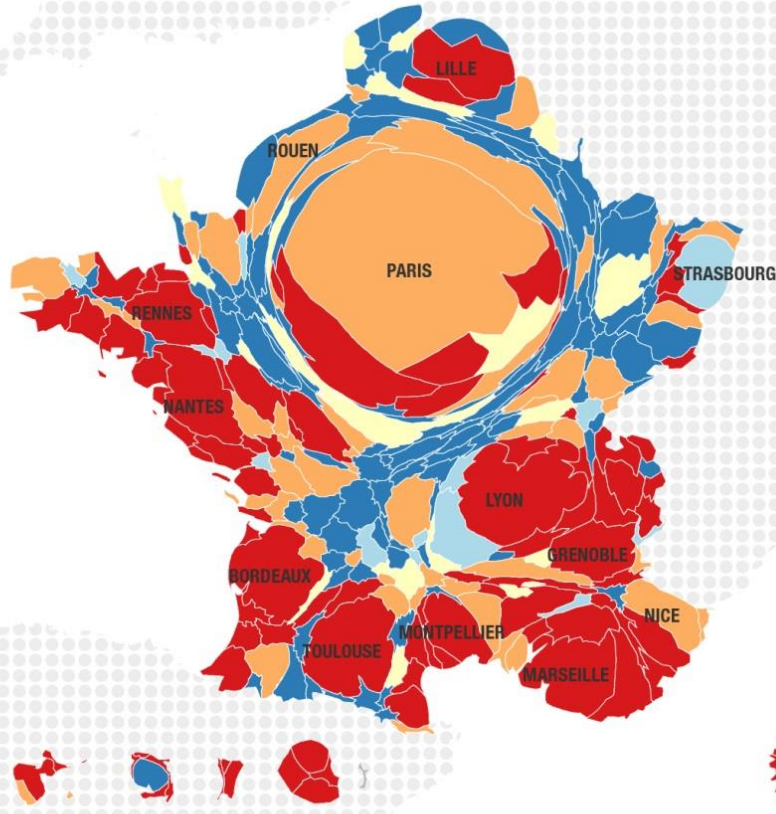 LILLE
ROUEN
PARIS
STRASBOURG
RENNES
NANTES
LYON
GRENOBLE
BORDEAUX
NICE
MONTPELLIER
TOULOUSE
MARSEILLE